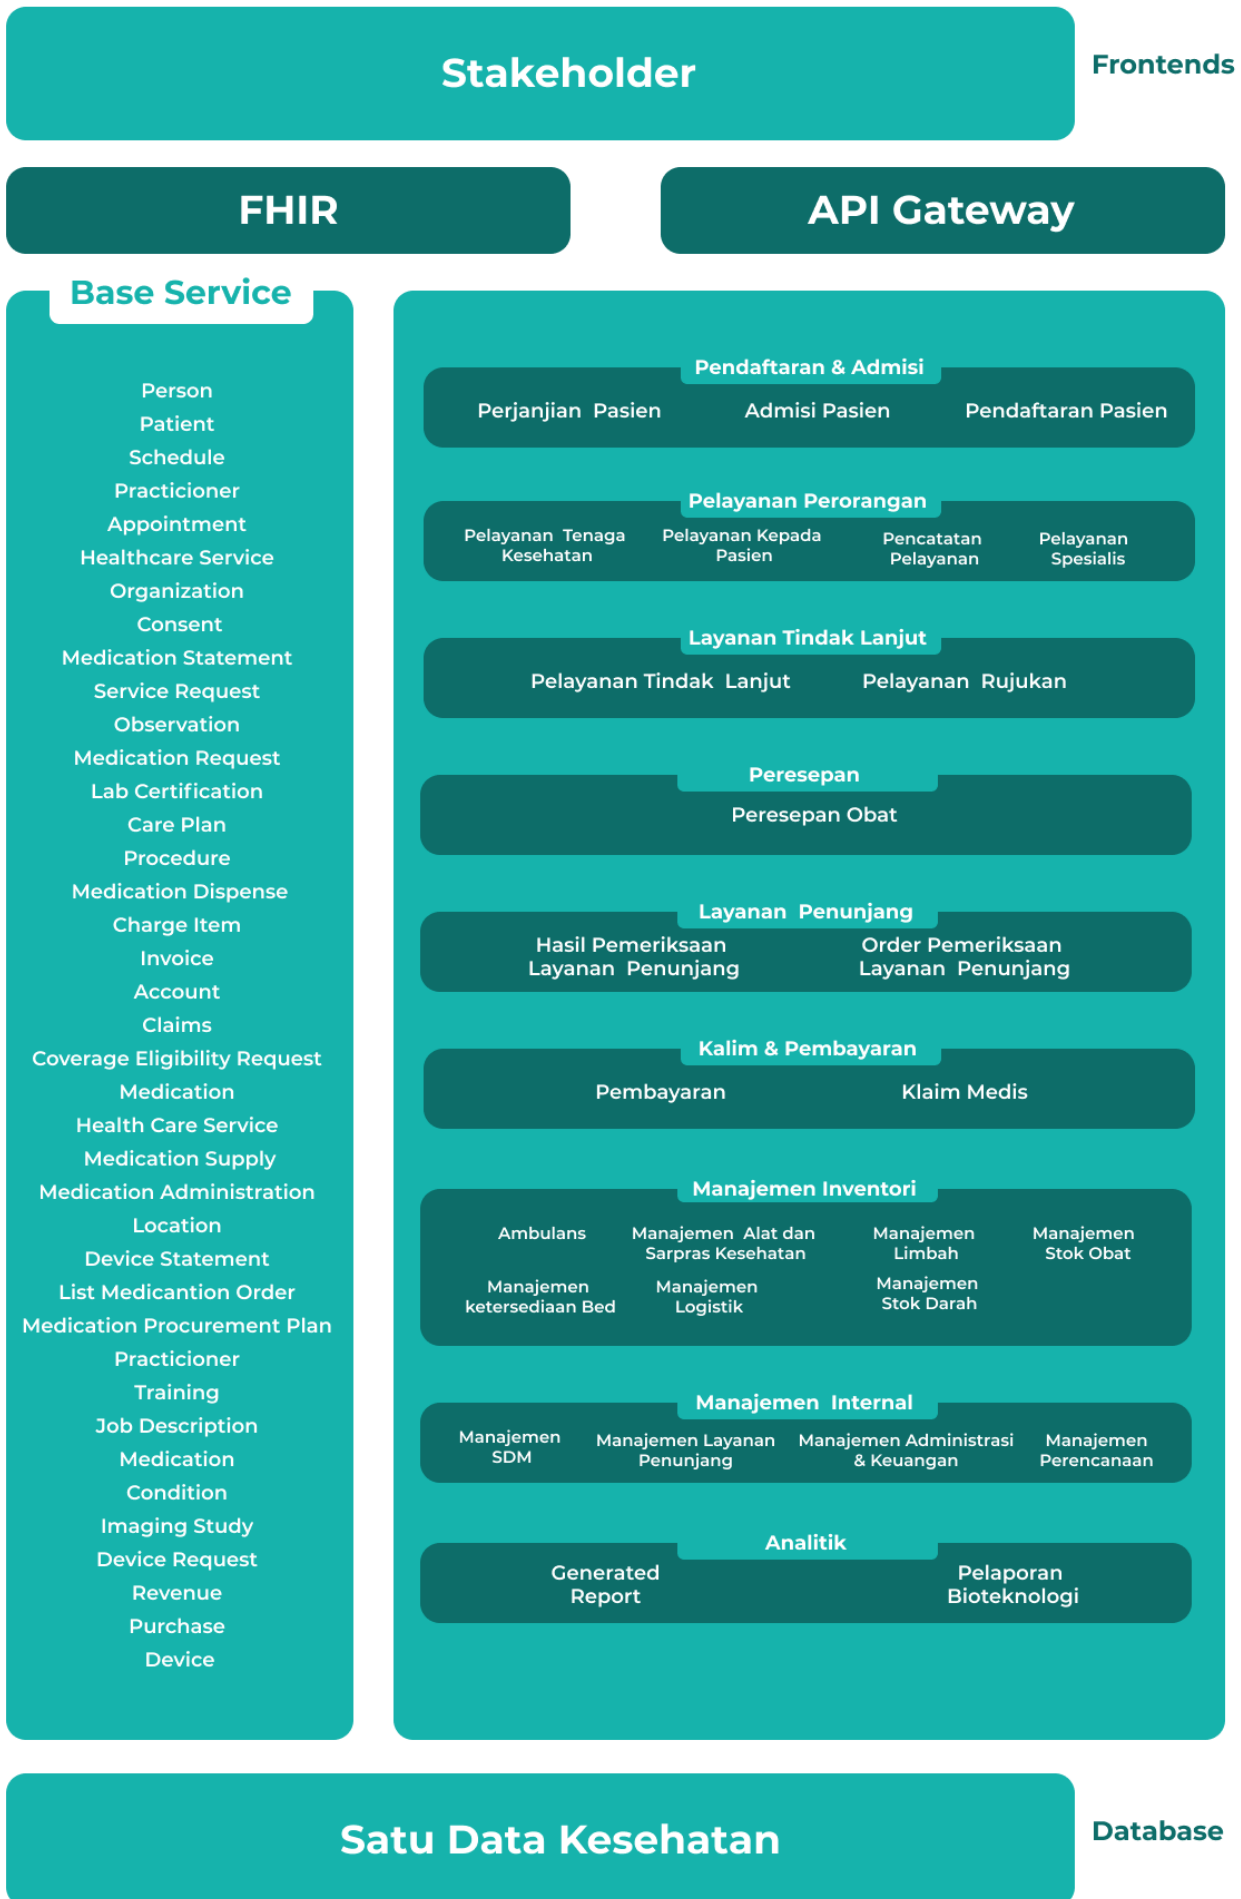 Stakeholder
Frontends
FHIR
API Gateway
Base Service
Person
Patient
Schedule
Practicioner
Appointment
Healthcare Service
Organization
Consent
Medication Statement
Service Request
Observation
Medication Request
Lab Certification
Care Plan
Procedure
Medication Dispense
Charge Item
Invoice
Account
Claims
Coverage Eligibility Request
Medication
Health Care Service
Medication Supply
Medication Administration
Location
Device Statement
List Medicantion Order
Medication Procurement Plan
Practicioner
Training
Job Description
Medication
Condition
Imaging Study
Device Request
Revenue
Purchase
Device
Pendaftaran & Admisi
Perjanjian Pasien
Admisi Pasien
Pendaftaran Pasien
Pelayanan Perorangan
Pelayanan Tenaga
Kesehatan
Pelayanan Kepada
Pasien
Pencatatan
Pelayanan
Pelayanan
Spesialis
Layanan Tindak Lanjut
Pelayanan Tindak Lanjut
Pelayanan Rujukan
Peresepan
Peresepan Obat
Layanan Penunjang
Hasil Pemeriksaan
Layanan Penunjang
Order Pemeriksaan
Layanan Penunjang
Kalim & Pembayaran
Pembayaran
Klaim Medis
Manajemen Inventori
Ambulans
Manajemen Alat dan
Sarpras Kesehatan
Manajemen
Limbah
Manajemen
Stok Obat
Manajemen
ketersediaan Bed
Manajemen
Logistik
Manajemen
Stok Darah
Manajemen Internal
Manajemen
SDM
Manajemen Layanan
Penunjang
Manajemen Administrasi
& Keuangan
Manajemen
Perencanaan
Analitik
Generated
Report
Pelaporan
Bioteknologi
Satu Data Kesehatan
Database